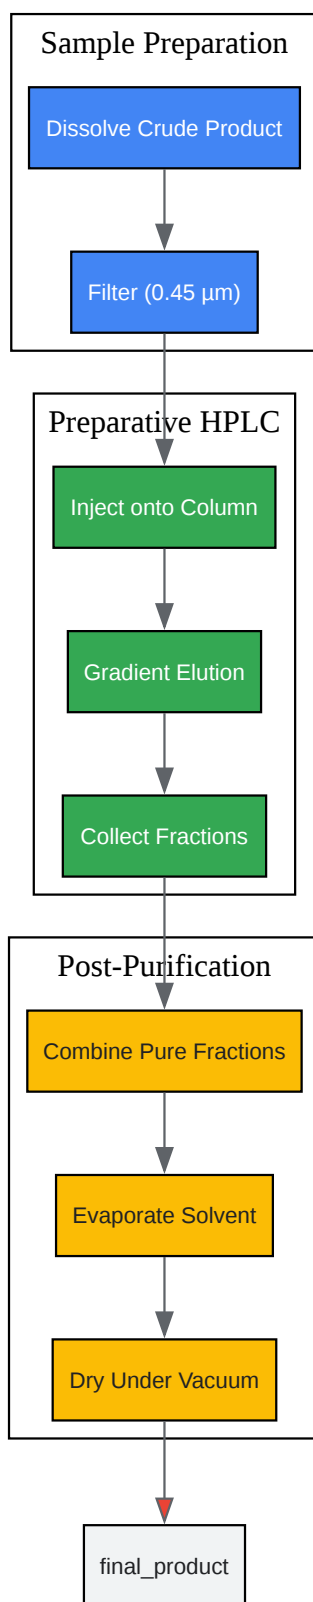 Sample Preparation
Dissolve Crude Product
Filter (0.45 µm)
Preparative HPLC
Inject onto Column
Gradient Elution
Collect Fractions
Post-Purification
Combine Pure Fractions
Evaporate Solvent
Dry Under Vacuum
final_product